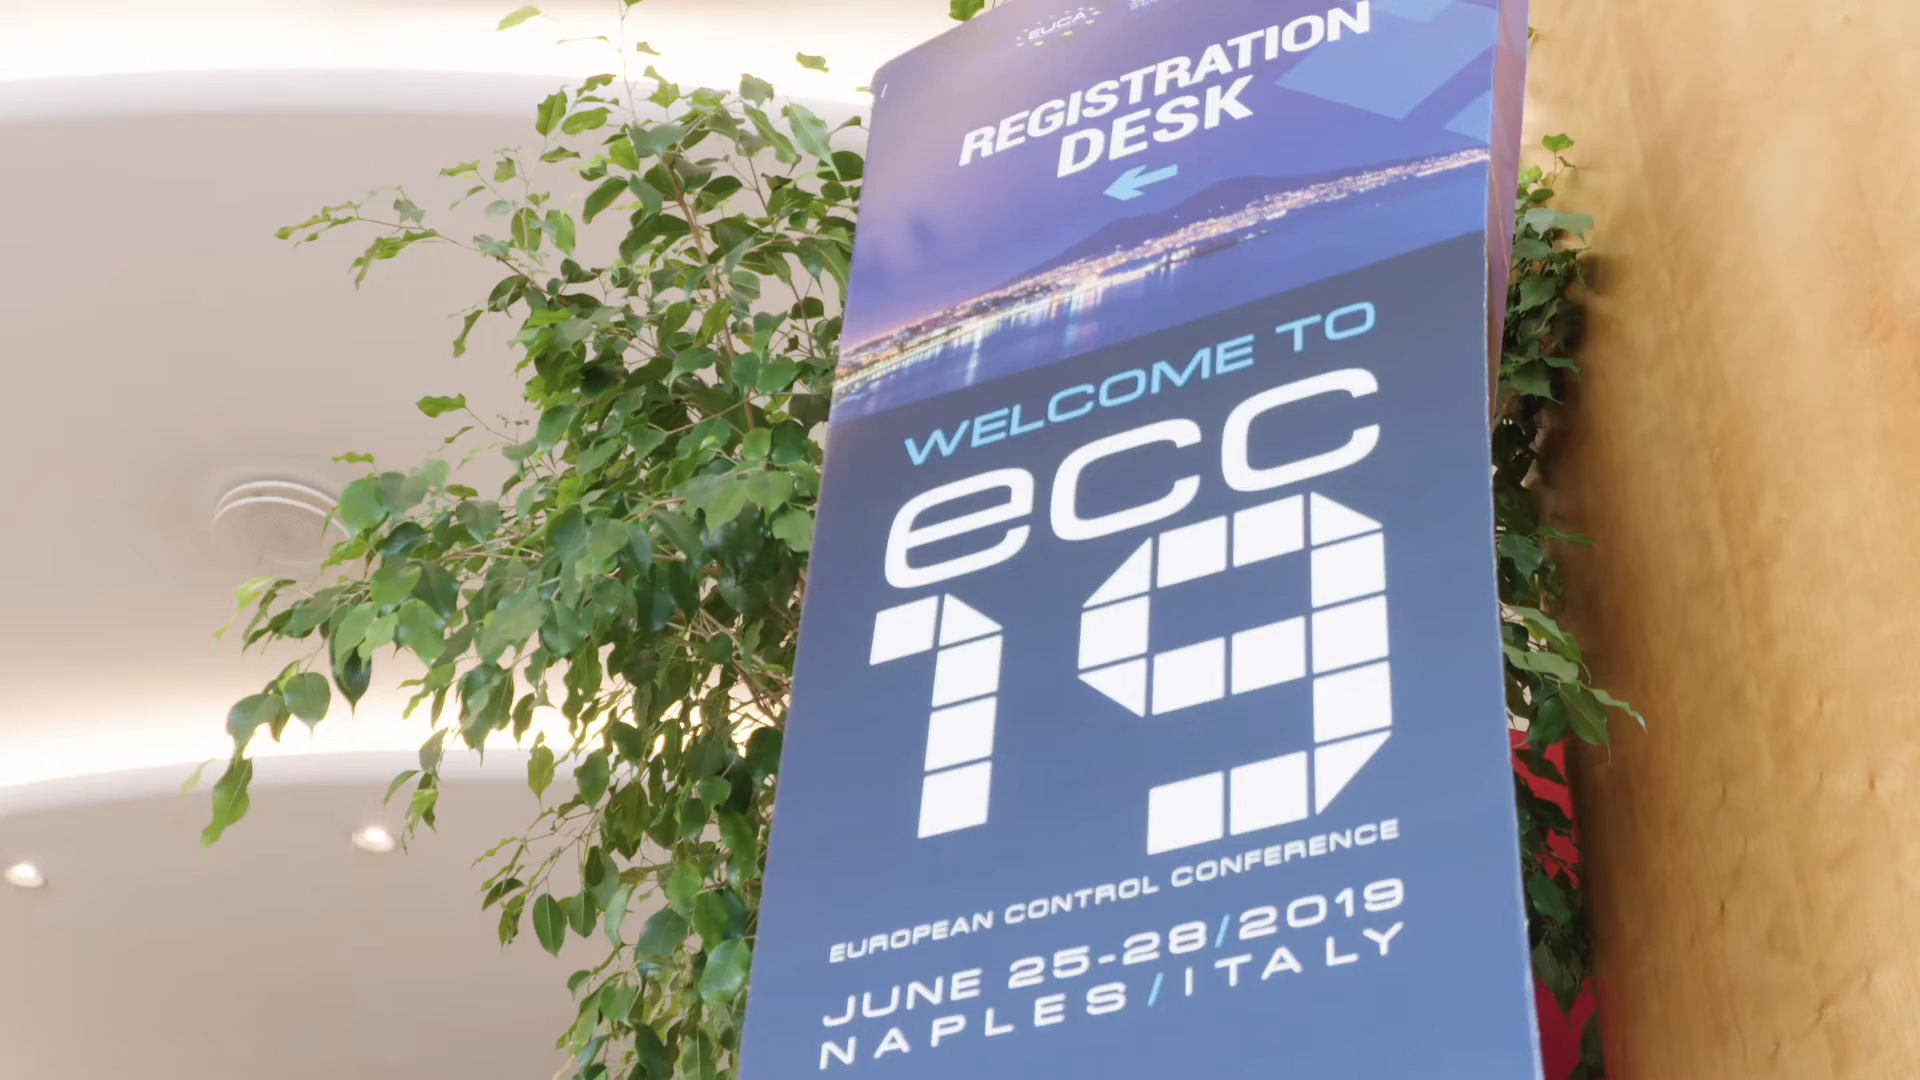 EUCA
REGISTRATION
DESK
WELCOME TO
ecc
19
EUROPEAN CONTROL CONFERENCE
JUNE 25-28/2019
NAPLES/ITALY